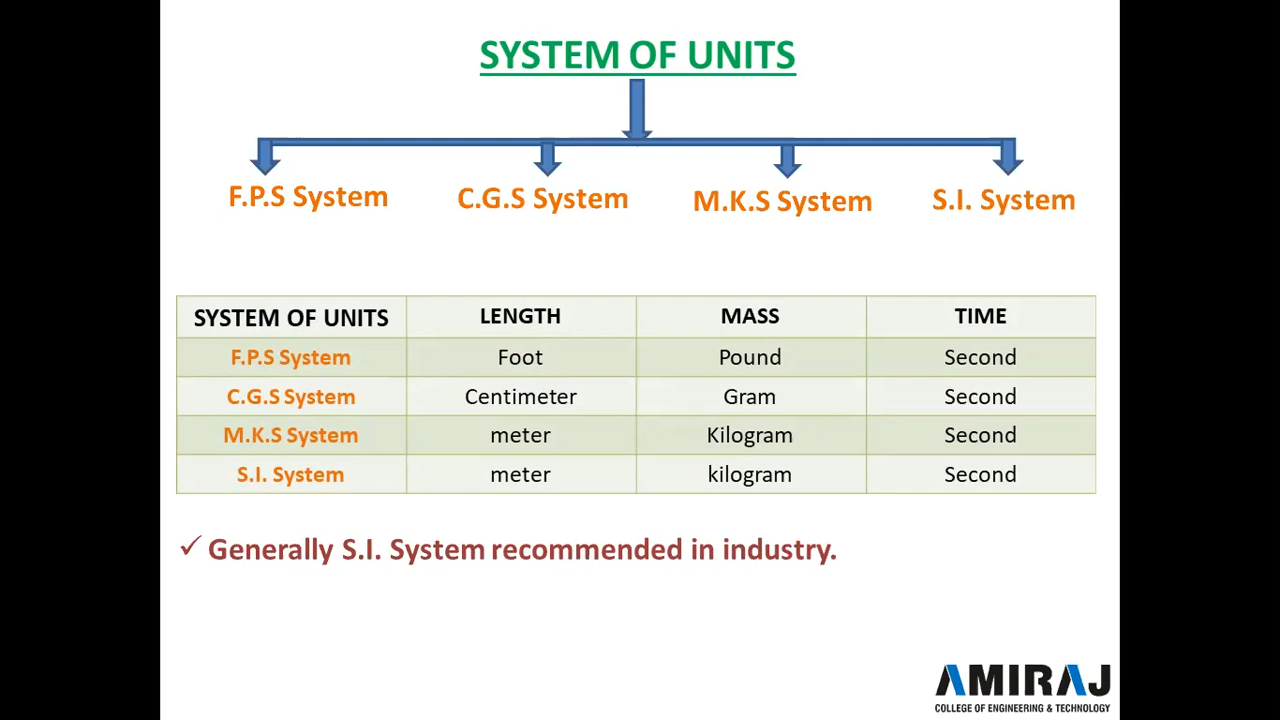 SYSTEM OF UNITS
F.P.S System C.G.S System M.K.S System S.I. System
SYSTEM OF UNITS LENGTH MASS TIME
F.P.S System Foot Pound Second
C.G.S System Centimeter Gram Second
M.K.S System meter Kilogram Second
S.I. System meter kilogram Second
✓ Generally S.I. System recommended in industry.
AMIRAJ
COLLEGE OF ENGINEERING & TECHNOLOGY